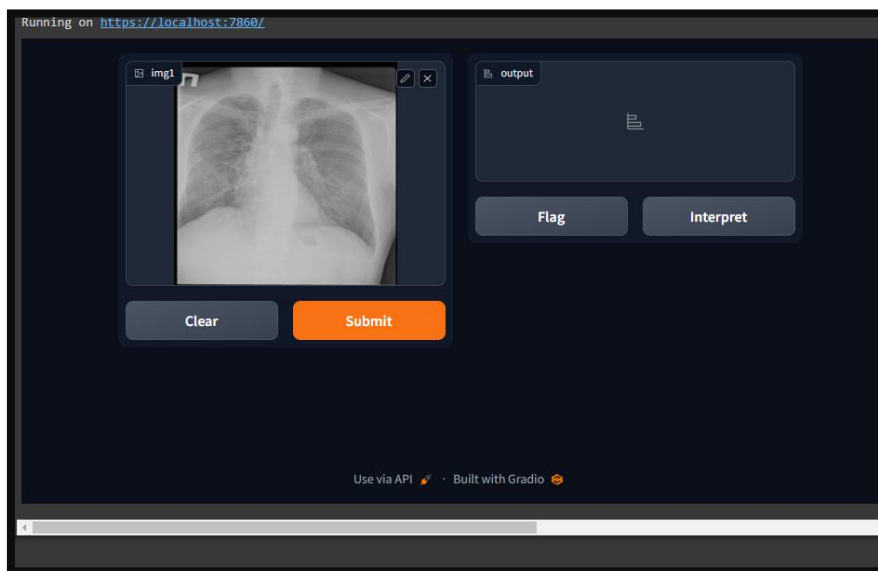 Running on https://localhost:7860/
img1
output
Flag
Interpret
Clear
Submit
Use via API · Built with Gradio